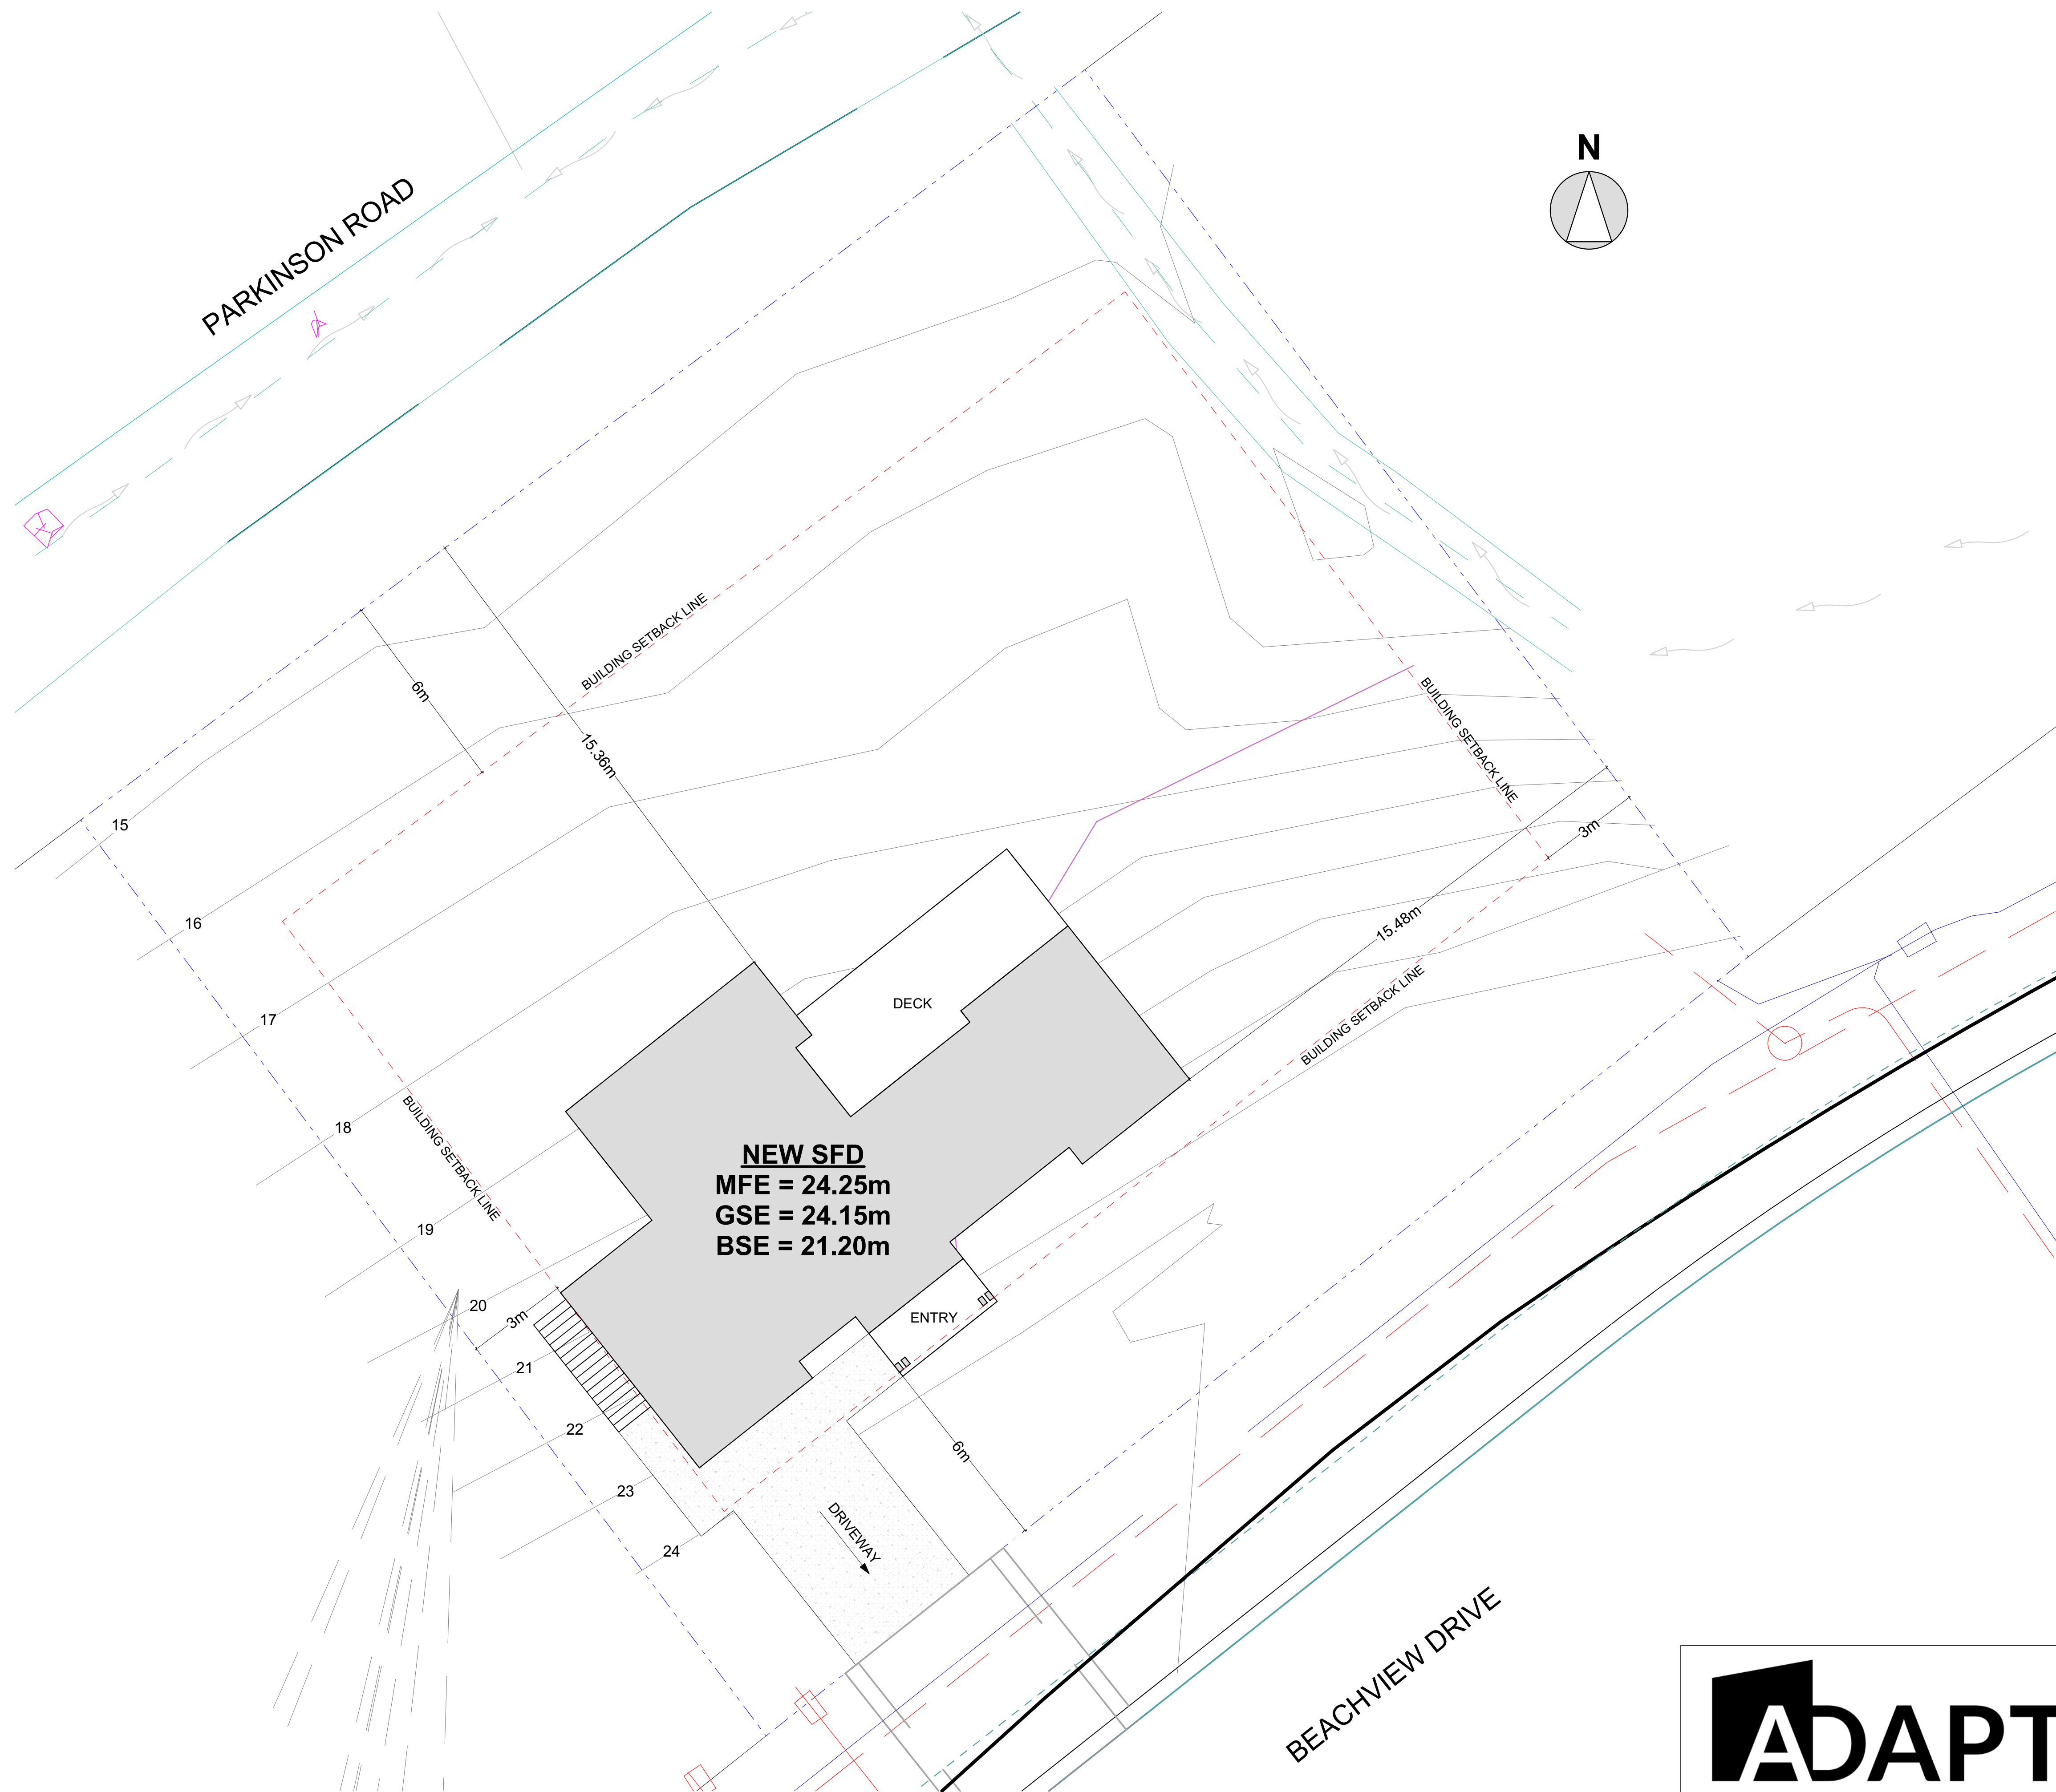 N
PARKINSON ROAD
BUILDING SETBACK LINE
6m
15.36m
BUILDING SETBACK LINE
15
3m
16
15.48m
DECK
17
BUILDING SETBACK LINE
18
BUILDING SETBACK LINE
NEW SFD
MFE = 24.25m
GSE = 24.15m
BSE = 21.20m
19
20
3m
ENTRY
21
22
6m
23
DRIVEWAY
24
BEACHVIEW DRIVE
ADAPT